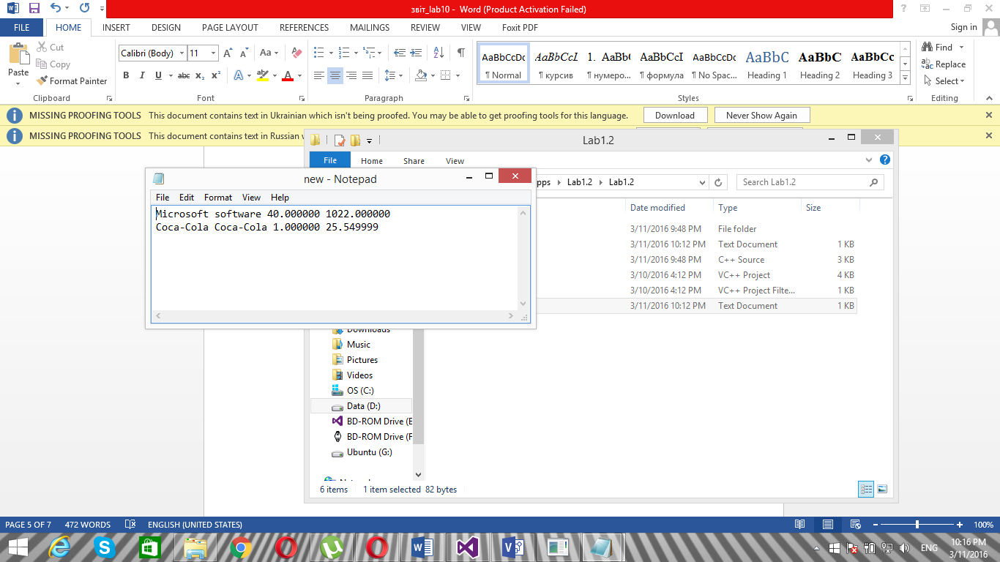 звіт_lab10 - Word (Product Activation Failed)
FILE HOME INSERT DESIGN PAGE LAYOUT REFERENCES MAILINGS REVIEW VIEW Foxit PDF Sign in
Paste
Cut
Copy
Format Painter
Clipboard
Calibri (Body) 11
Font
Paragraph
AaBbCcDc AaBbCcI 1. AaBb( AaBbCcI AaBbCcDc AaBbC AaBbC AaBbCc
¶ Normal ¶ курсив ¶ нумеро... ¶ формула ¶ No Spac... Heading 1 Heading 2 Heading 3
Styles
Find
Replace
Select
Editing
MISSING PROOFING TOOLS This document contains text in Ukrainian which isn't being proofed. You may be able to get proofing tools for this language. Download Never Show Again
MISSING PROOFING TOOLS This document contains text in Russian
Lab1.2
File Home Share View
pps Lab1.2 Lab1.2 Search Lab1.2
new - Notepad
File Edit Format View Help
Microsoft software 40.000000 1022.000000
Coca-Cola Coca-Cola 1.000000 25.549999
Date modified Type Size
3/11/2016 9:48 PM File folder
3/11/2016 10:12 PM Text Document 1 KB
3/11/2016 9:48 PM C++ Source 3 KB
3/10/2016 4:12 PM VC++ Project 4 KB
3/10/2016 4:12 PM VC++ Project Filte... 1 KB
3/11/2016 10:12 PM Text Document 1 KB
Downloads
Music
Pictures
Videos
OS (C:)
Data (D:)
BD-ROM Drive (E
BD-ROM Drive (F
Ubuntu (G:)
6 items 1 item selected 82 bytes
PAGE 5 OF 7 472 WORDS ENGLISH (UNITED STATES) 100%
ENG
10:16 PM
3/11/2016